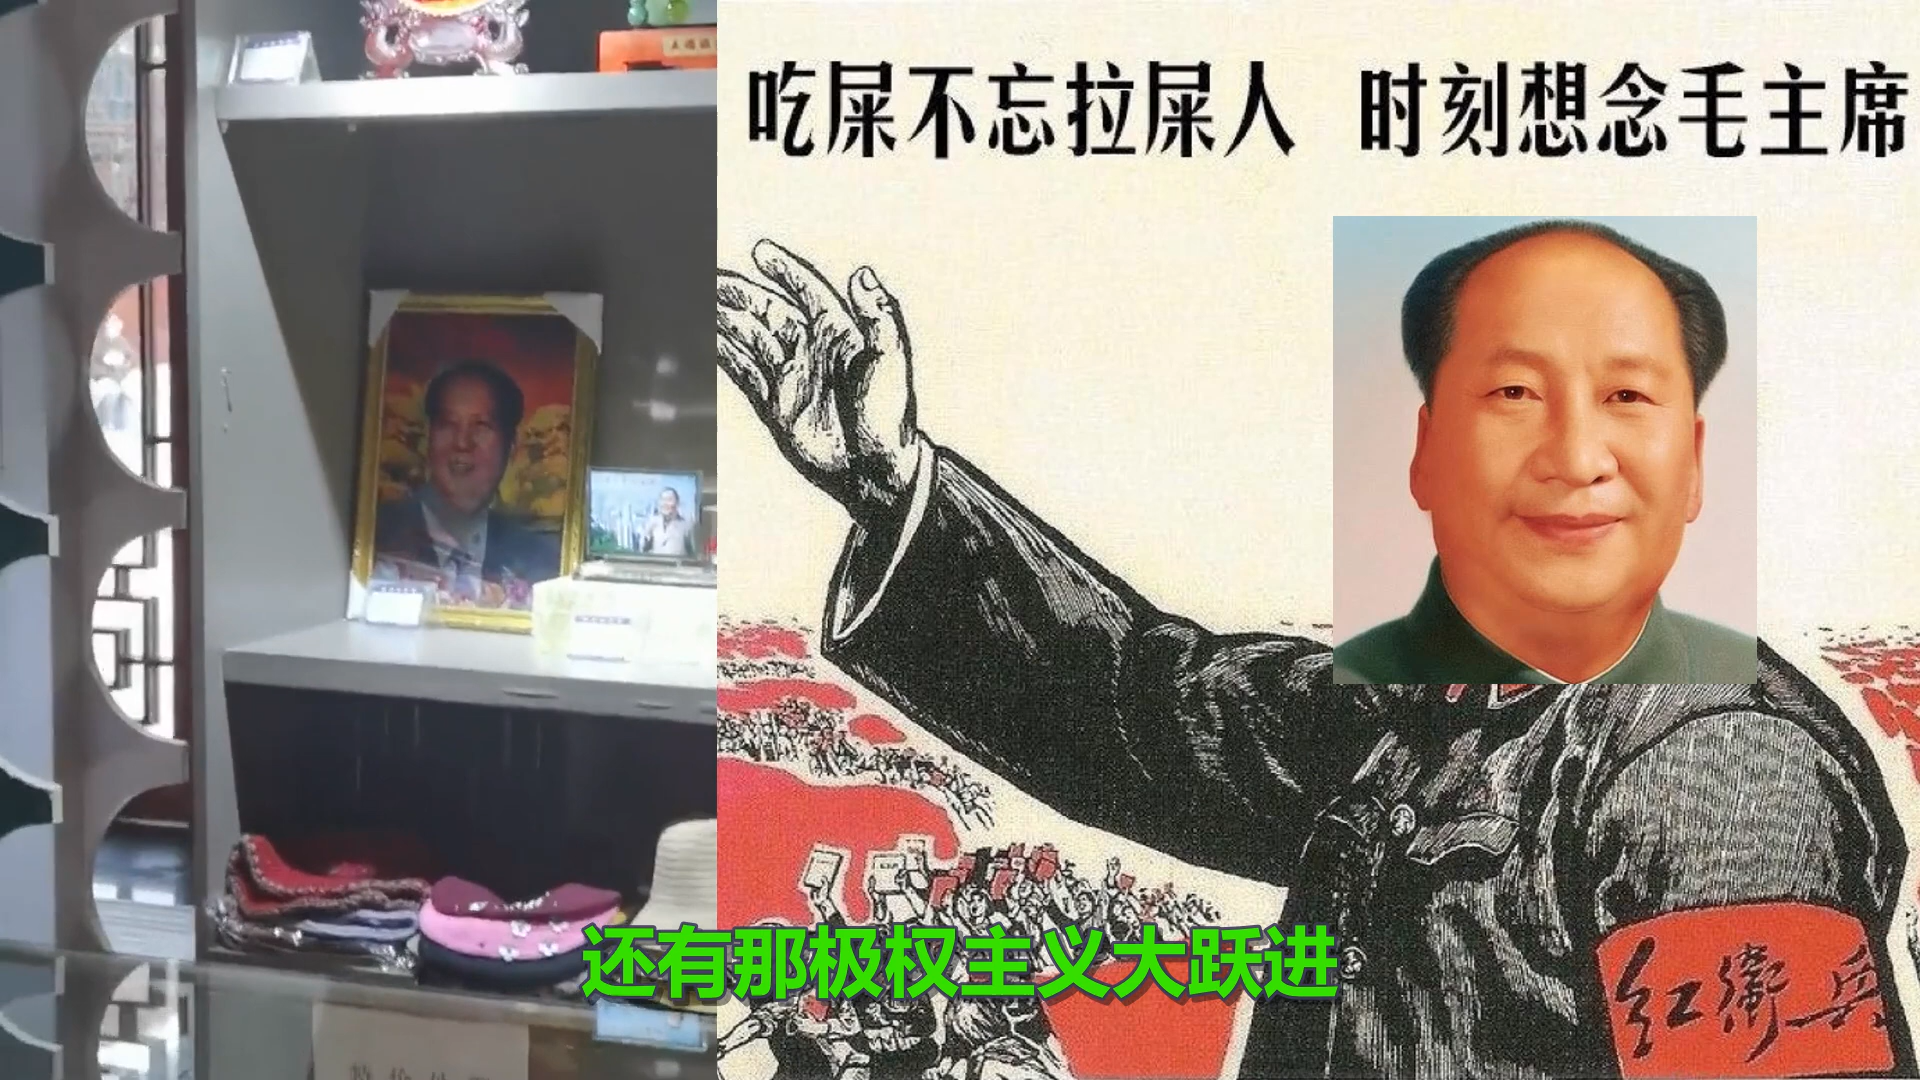 吃屎不忘拉屎人 时刻想念毛主席
红衛兵
还有那极权主义大跃进